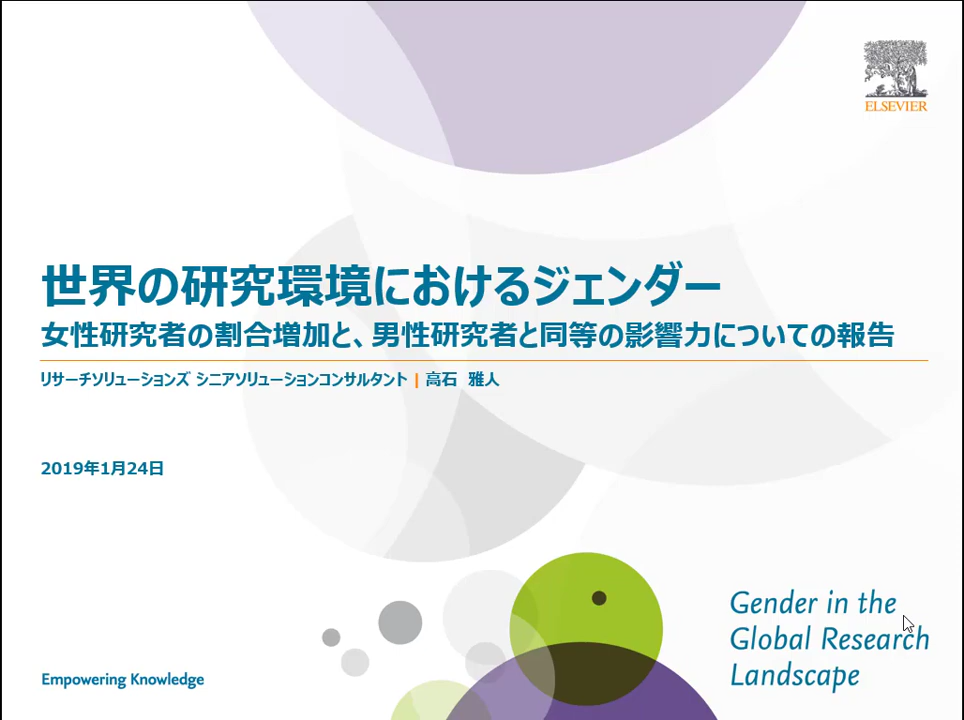 ELSEVIER
世界の研究環境におけるジェンダー
女性研究者の割合増加と、男性研究者と同等の影響力についての報告
リサーチソリューションズ シニアソリューションコンサルタント | 高石 雅人
2019年1月24日
Gender in the
Global Research
Landscape
Empowering Knowledge